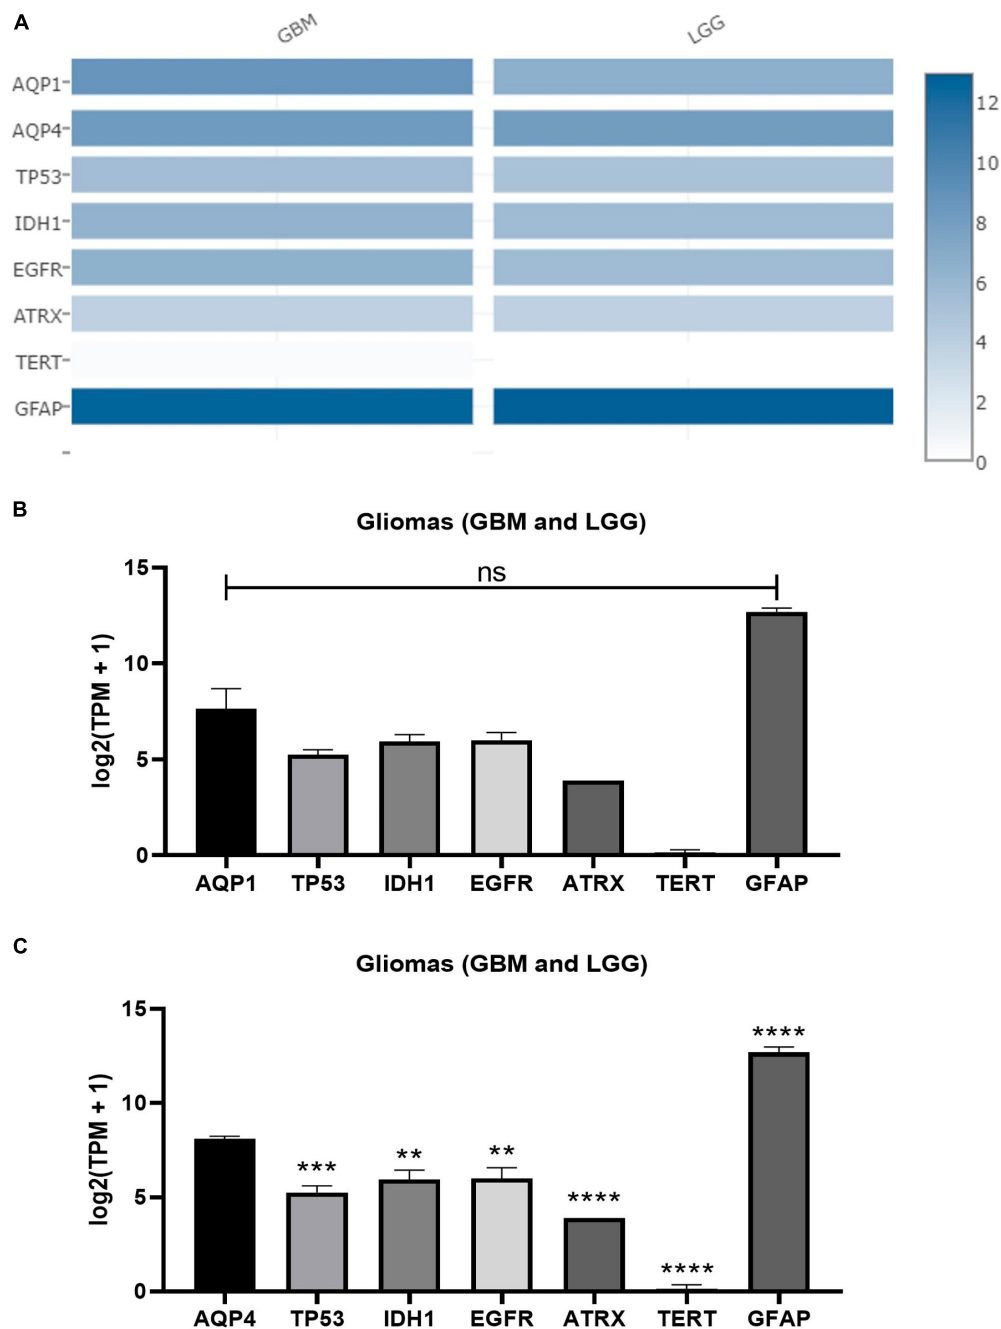 A
GBM LGG
AQP1
AQP4
TP53
IDH1
EGFR
ATRX
TERT
GFAP
12
10
8
6
4
2
0
B
Gliomas (GBM and LGG)
ns
15
10
5
0
log2(TPM + 1)
AQP1 TP53 IDH1 EGFR ATRX TERT GFAP
C
Gliomas (GBM and LGG)
15
10
5
0
log2(TPM + 1)
*** ** ** **** **** ****
AQP4 TP53 IDH1 EGFR ATRX TERT GFAP